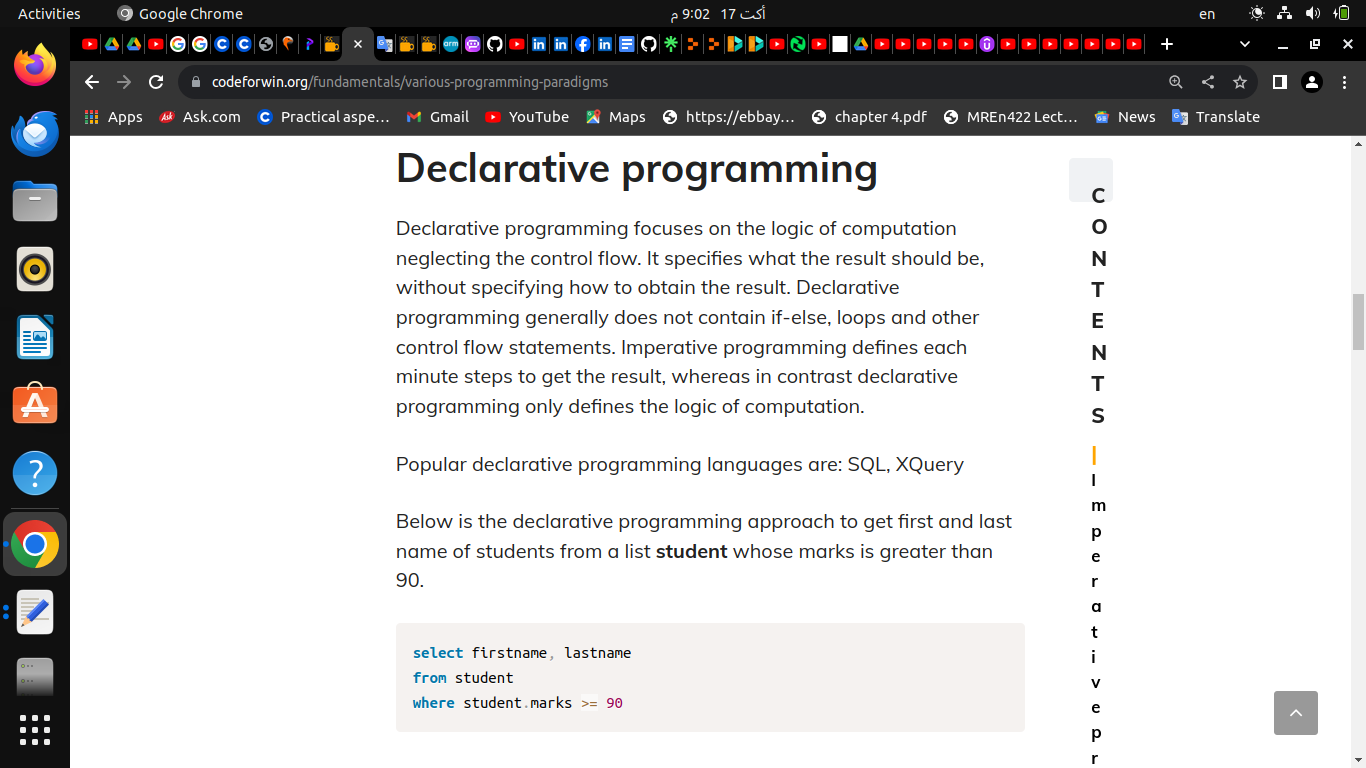 Activities
Google Chrome
أكت 17 9:02 م
en
codeforwin.org/fundamentals/various-programming-paradigms
Apps
Ask.com
Practical aspe...
Gmail
YouTube
Maps
https://ebbay...
chapter 4.pdf
MREn422 Lect...
News
Translate
Declarative programming
Declarative programming focuses on the logic of computation
neglecting the control flow. It specifies what the result should be,
without specifying how to obtain the result. Declarative
programming generally does not contain if-else, loops and other
control flow statements. Imperative programming defines each
minute steps to get the result, whereas in contrast declarative
programming only defines the logic of computation.
Popular declarative programming languages are: SQL, XQuery
Below is the declarative programming approach to get first and last
name of students from a list student whose marks is greater than
90.
select firstname, lastname
from student
where student.marks >= 90
C
O
N
T
E
N
T
S
|
I
m
p
e
r
a
t
i
v
e
p
r